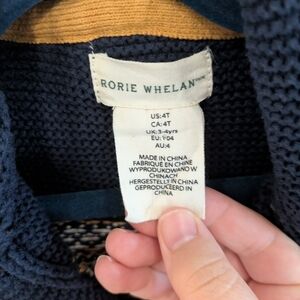 RORIE WHELAN™
US:4T
CA:4T
UK:3-4yrs
EU:104
AU:4
MADE IN CHINA
FABRIQUÉ EN CHINE
WYPRODUKOWANO W
CHINACH
HERGESTELLT IN CHINA
GEPRODUCEERD IN
CHINA